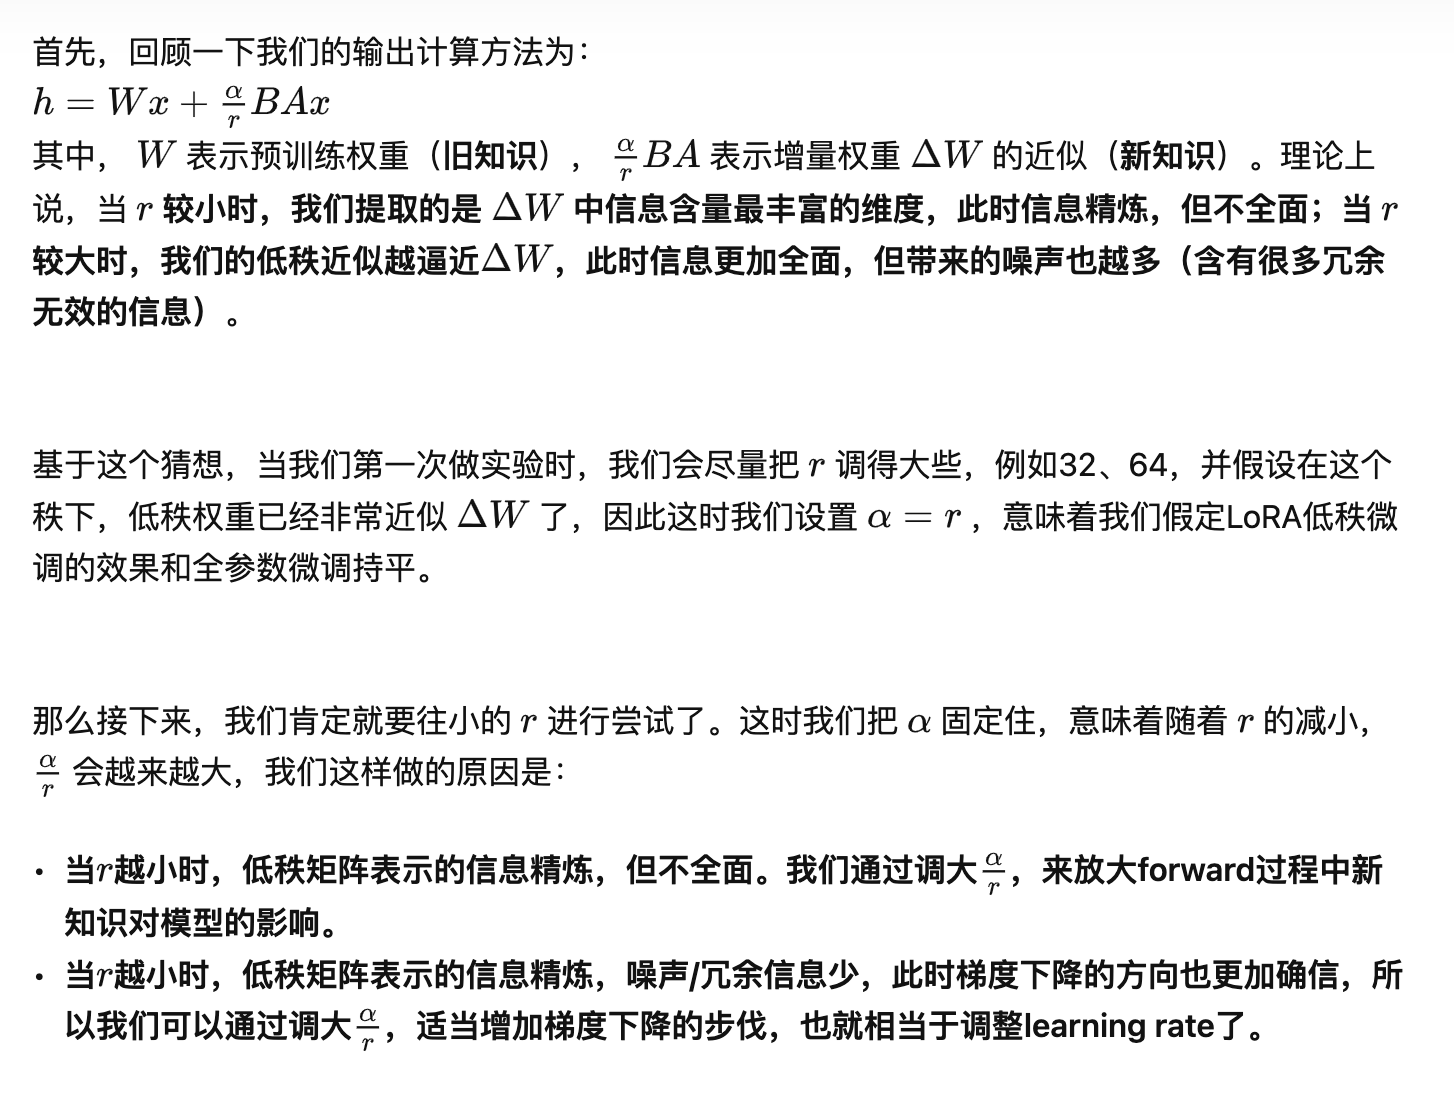 首先，回顾一下我们的输出计算方法为：
h = Wx + α/r BAx
其中， W 表示预训练权重（旧知识）， α/r BA 表示增量权重 ΔW 的近似（新知识）。理论上
说，当 r 较小时，我们提取的是 ΔW 中信息含量最丰富的维度，此时信息精炼，但不全面；当 r
较大时，我们的低秩近似越逼近ΔW，此时信息更加全面，但带来的噪声也越多（含有很多冗余
无效的信息）。
基于这个猜想，当我们第一次做实验时，我们会尽量把 r 调得大些，例如32、64，并假设在这个
秩下，低秩权重已经非常近似 ΔW 了，因此这时我们设置 α = r ，意味着我们假定LoRA低秩微
调的效果和全参数微调持平。
那么接下来，我们肯定就要往小的 r 进行尝试了。这时我们把 α 固定住，意味着随着 r 的减小，
α/r 会越来越大，我们这样做的原因是：
• 当r越小时，低秩矩阵表示的信息精炼，但不全面。我们通过调大α/r，来放大forward过程中新
知识对模型的影响。
• 当r越小时，低秩矩阵表示的信息精炼，噪声/冗余信息少，此时梯度下降的方向也更加确信，所
以我们可以通过调大α/r，适当增加梯度下降的步伐，也就相当于调整learning rate了。